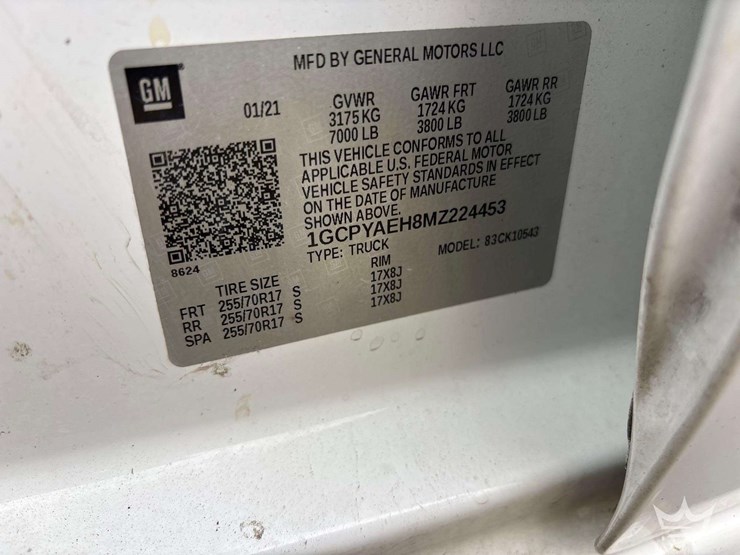 MFD BY GENERAL MOTORS LLC
GM
01/21 GVWR GAWR FRT GAWR RR
3175 KG 1724 KG 1724 KG
7000 LB 3800 LB 3800 LB
THIS VEHICLE CONFORMS TO ALL
APPLICABLE U.S. FEDERAL MOTOR
VEHICLE SAFETY STANDARDS IN EFFECT
ON THE DATE OF MANUFACTURE
SHOWN ABOVE.
1GCPYAEH8MZ224453
TYPE: TRUCK MODEL: 83CK10543
8624
TIRE SIZE RIM
FRT 255/70R17 S 17X8J
RR 255/70R17 S 17X8J
SPA 255/70R17 S 17X8J